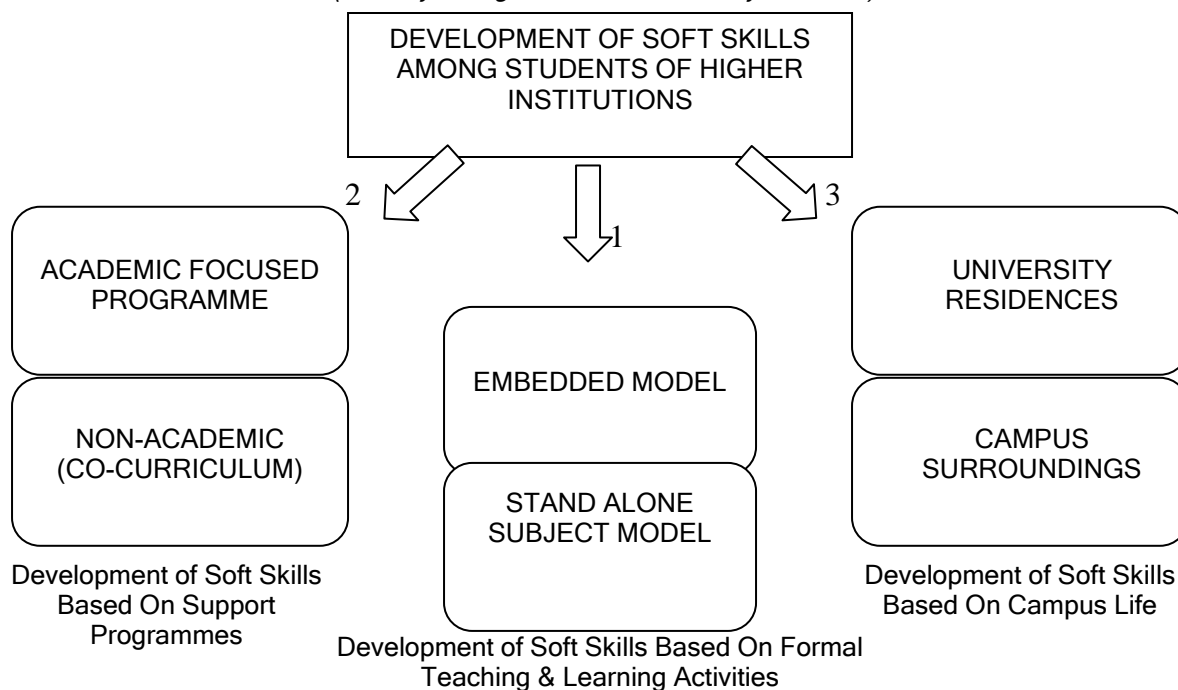 DEVELOPMENT OF SOFT SKILLS
AMONG STUDENTS OF HIGHER
INSTITUTIONS
2
1
3
ACADEMIC FOCUSED
PROGRAMME
NON-ACADEMIC
(CO-CURRICULUM)
Development of Soft Skills
Based On Support
Programmes
EMBEDDED MODEL
STAND ALONE
SUBJECT MODEL
Development of Soft Skills Based On Formal
Teaching & Learning Activities
UNIVERSITY
RESIDENCES
CAMPUS
SURROUNDINGS
Development of Soft Skills
Based On Campus Life